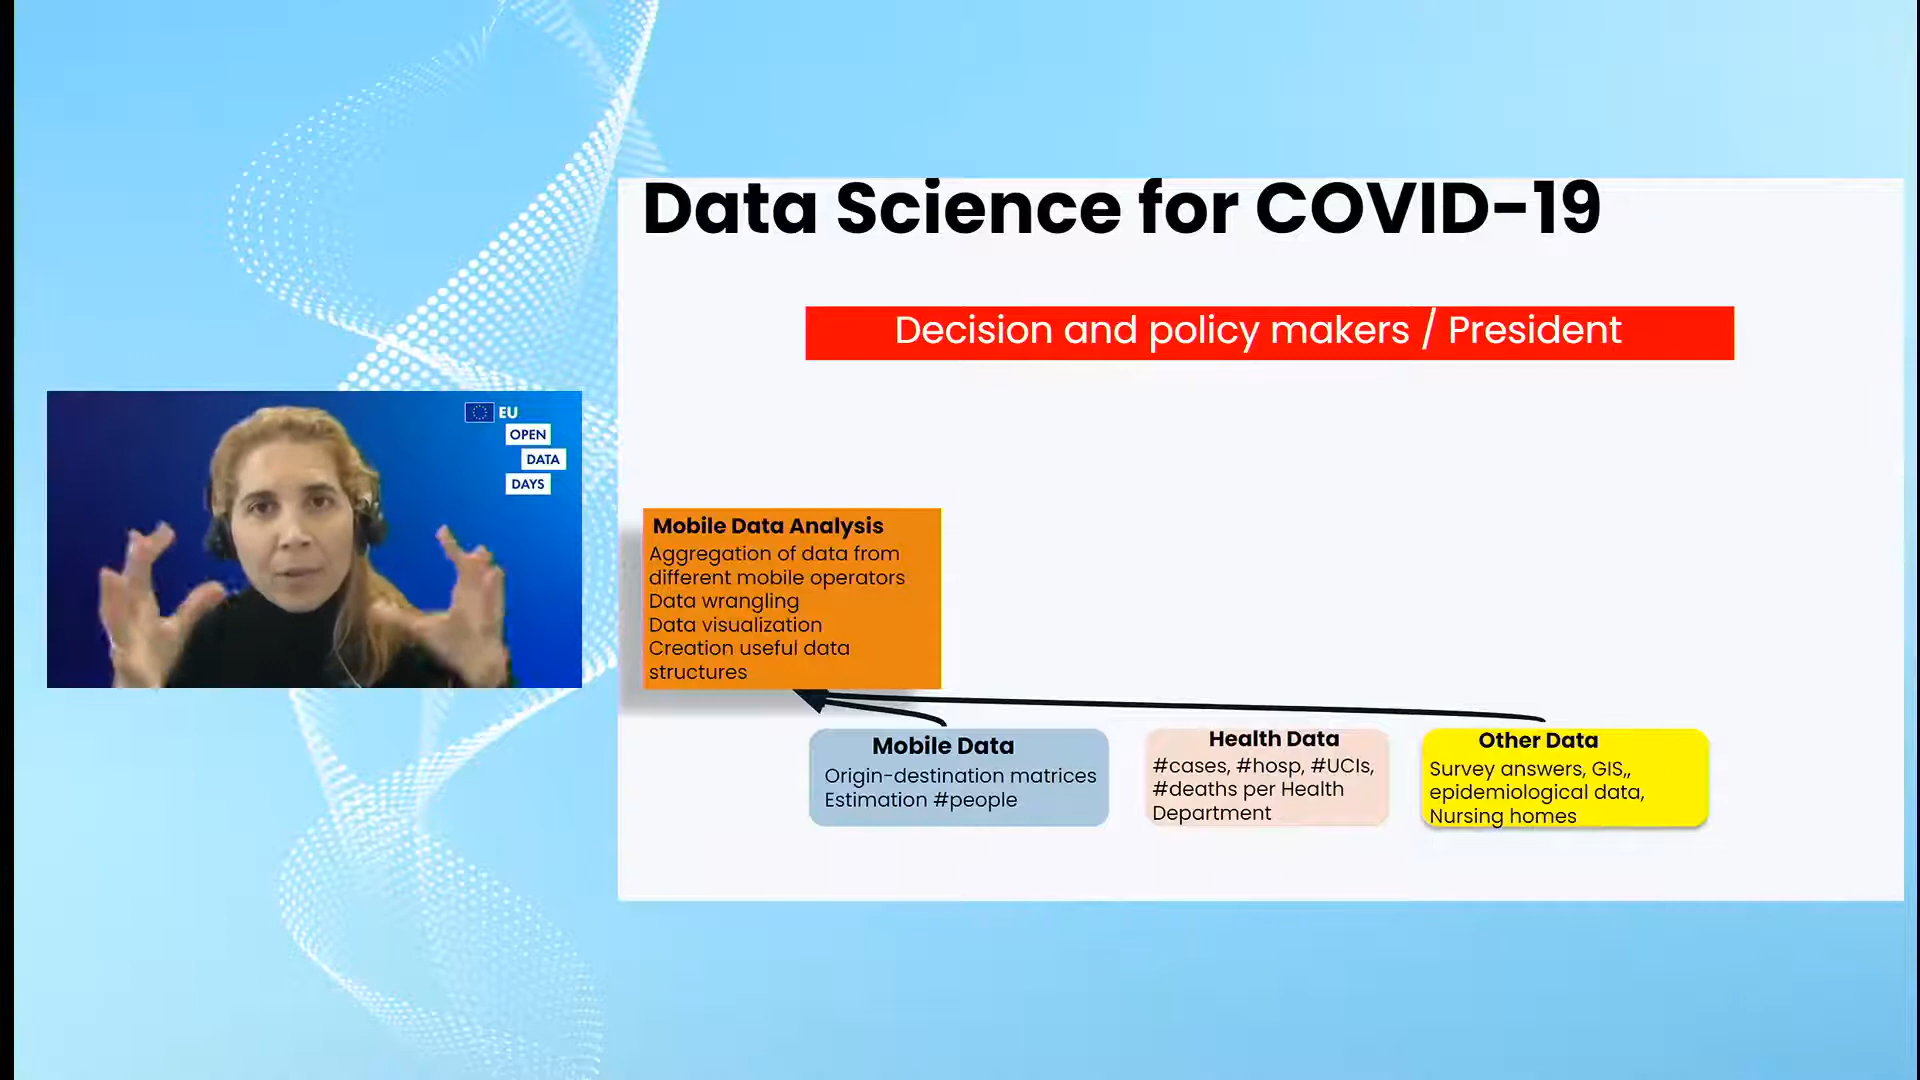 Data Science for COVID-19
Decision and policy makers / President
EU
OPEN
DATA
DAYS
Mobile Data Analysis
Aggregation of data from
different mobile operators
Data wrangling
Data visualization
Creation useful data
structures
Mobile Data
Origin-destination matrices
Estimation #people
Health Data
#cases, #hosp, #UCIs,
#deaths per Health
Department
Other Data
Survey answers, GIS,,
epidemiological data,
Nursing homes